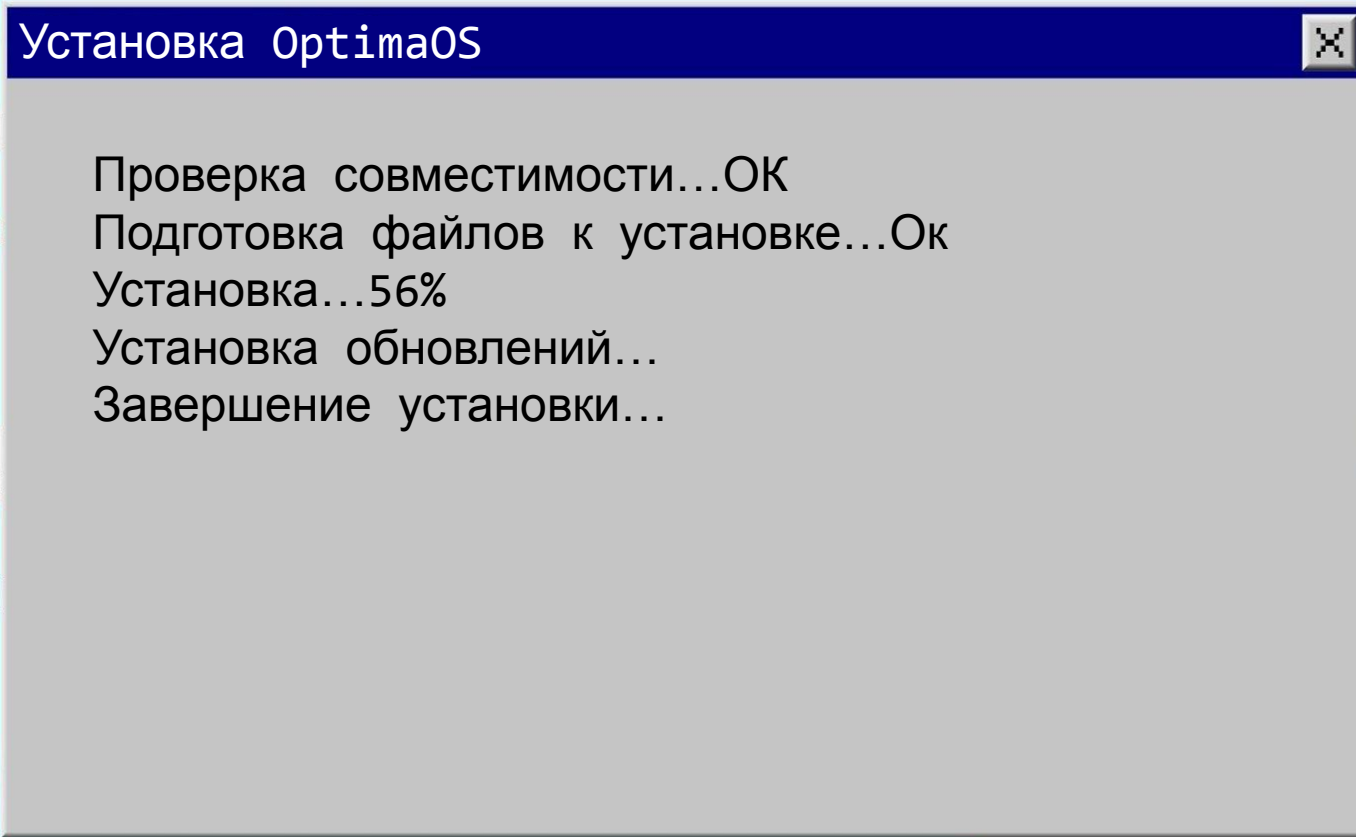 Установка OptimaOS
Проверка совместимости...ОК
Подготовка файлов к установке...Ок
Установка...56%
Установка обновлений...
Завершение установки...